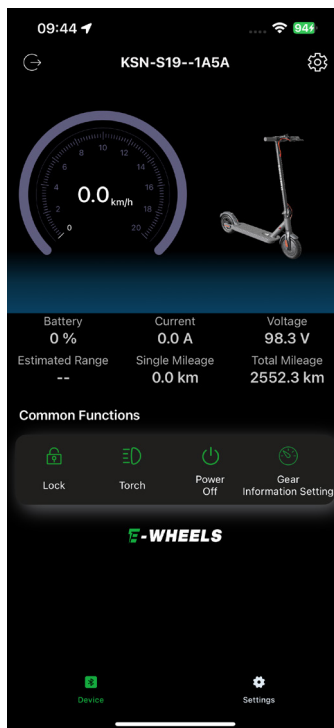 09:44
94
KSN-S19--1A5A
10
8
12
6
14
4
16
2
18
0
20
0.0 km/h
Battery
Current
Voltage
0 %
0.0 A
98.3 V
Estimated Range
Single Mileage
Total Mileage
--
0.0 km
2552.3 km
Common Functions
Lock
Torch
Power
Off
Gear
Information Setting
E-WHEELS
Device
Settings